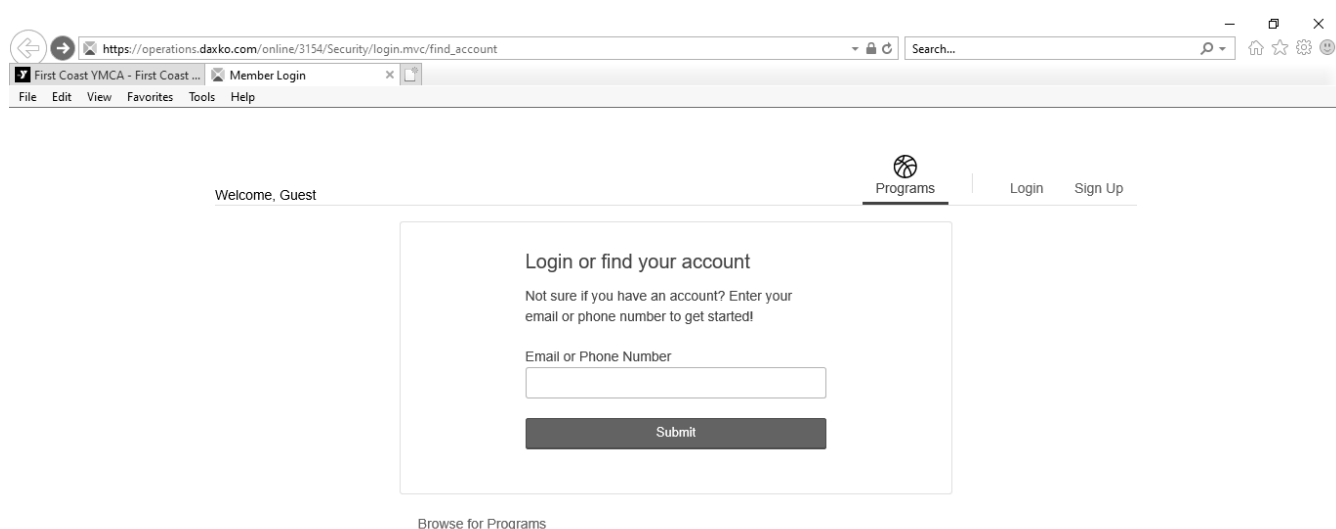 https://operations.daxko.com/online/3154/Security/login.mvc/find_account
Search...
First Coast YMCA - First Coast ...
Member Login
File Edit View Favorites Tools Help
Programs
Login
Sign Up
Welcome, Guest
Login or find your account
Not sure if you have an account? Enter your
email or phone number to get started!
Email or Phone Number
Submit
Browse for Programs